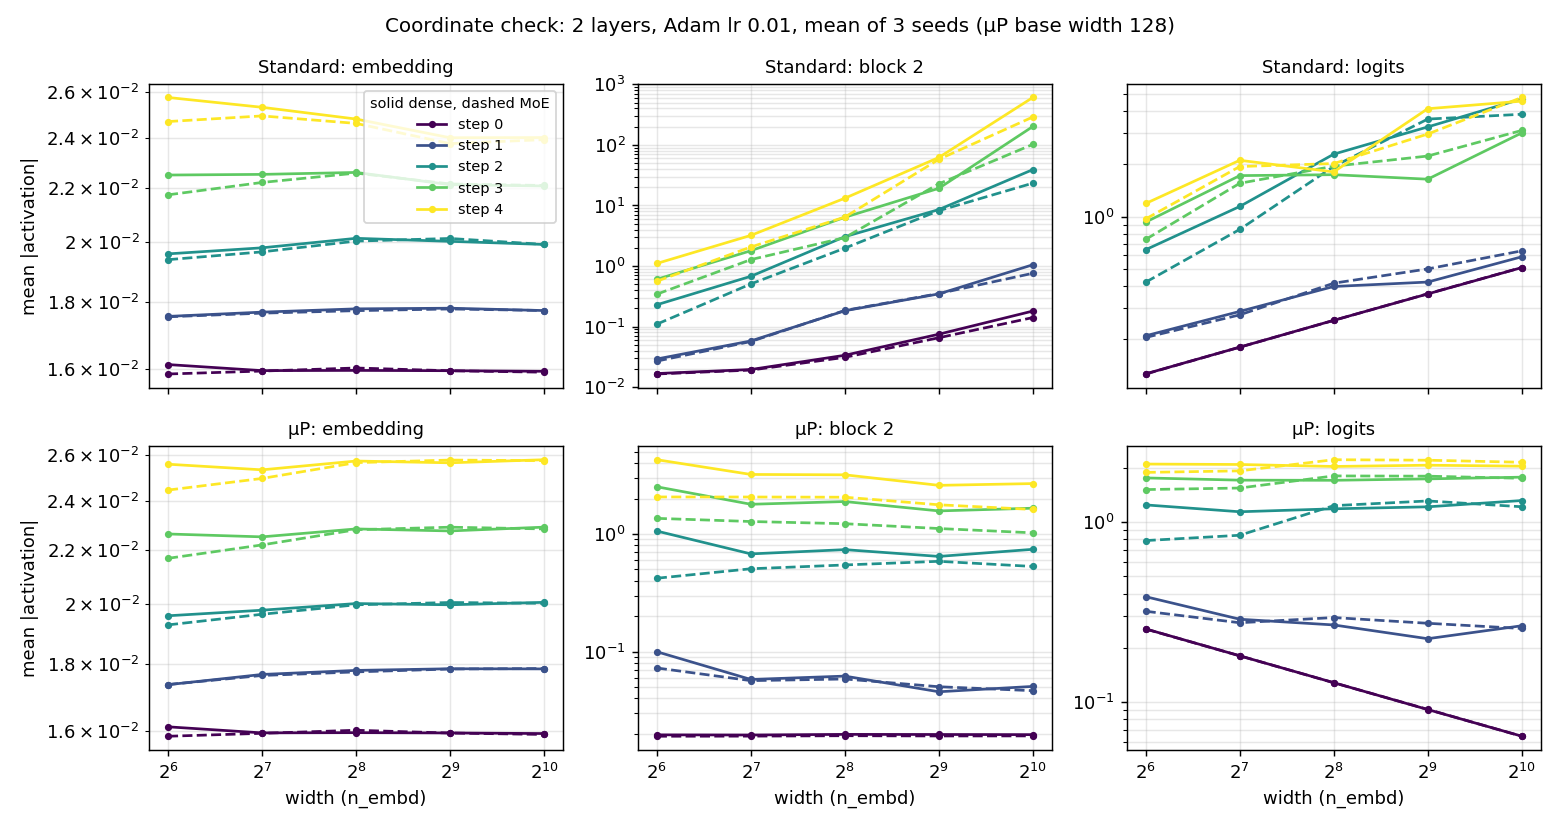 Coordinate check: 2 layers, Adam lr 0.01, mean of 3 seeds (μP base width 128)
Standard: embedding
mean |activation|
2.6 × 10⁻²
2.4 × 10⁻²
2.2 × 10⁻²
2 × 10⁻²
1.8 × 10⁻²
1.6 × 10⁻²
solid dense, dashed MoE
step 0
step 1
step 2
step 3
step 4
Standard: block 2
10³
10²
10¹
10⁰
10⁻¹
10⁻²
Standard: logits
10⁰
μP: embedding
mean |activation|
2.6 × 10⁻²
2.4 × 10⁻²
2.2 × 10⁻²
2 × 10⁻²
1.8 × 10⁻²
1.6 × 10⁻²
2⁶ 2⁷ 2⁸ 2⁹ 2¹⁰
width (n_embd)
μP: block 2
10⁰
10⁻¹
2⁶ 2⁷ 2⁸ 2⁹ 2¹⁰
width (n_embd)
μP: logits
10⁰
10⁻¹
2⁶ 2⁷ 2⁸ 2⁹ 2¹⁰
width (n_embd)